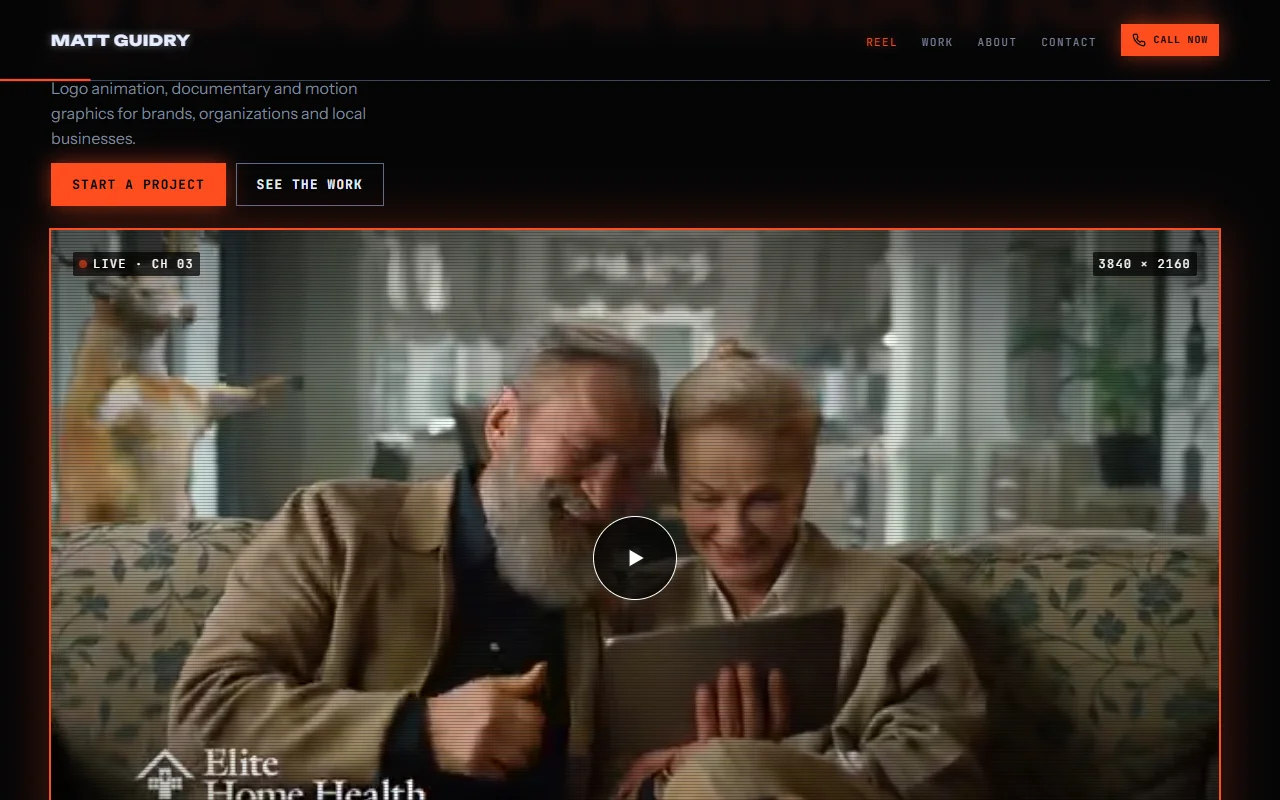 MATT GUIDRY
REEL WORK ABOUT CONTACT CALL NOW
Logo animation, documentary and motion
graphics for brands, organizations and local
businesses.
START A PROJECT SEE THE WORK
LIVE · CH 03
3840 × 2160
Elite
Home Health